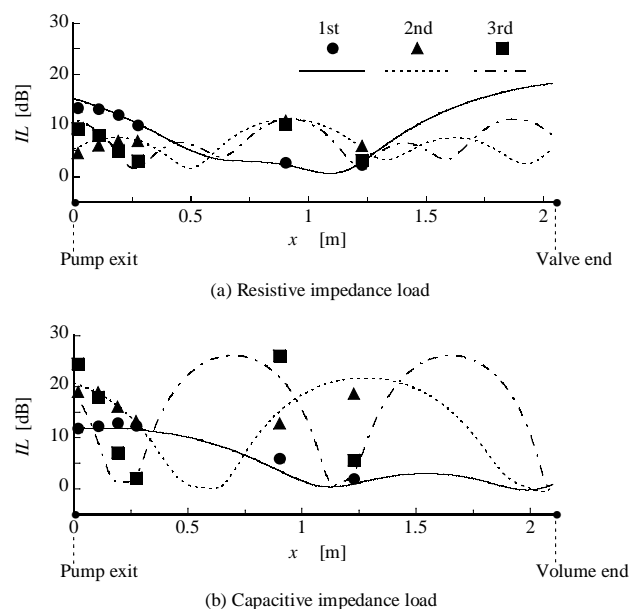 1st 2nd 3rd
30
20
10
0
IL [dB]
0 0.5 1 1.5 2
x [m]
Pump exit Valve end
(a) Resistive impedance load
30
20
10
0
IL [dB]
0 0.5 1 1.5 2
x [m]
Pump exit Volume end
(b) Capacitive impedance load